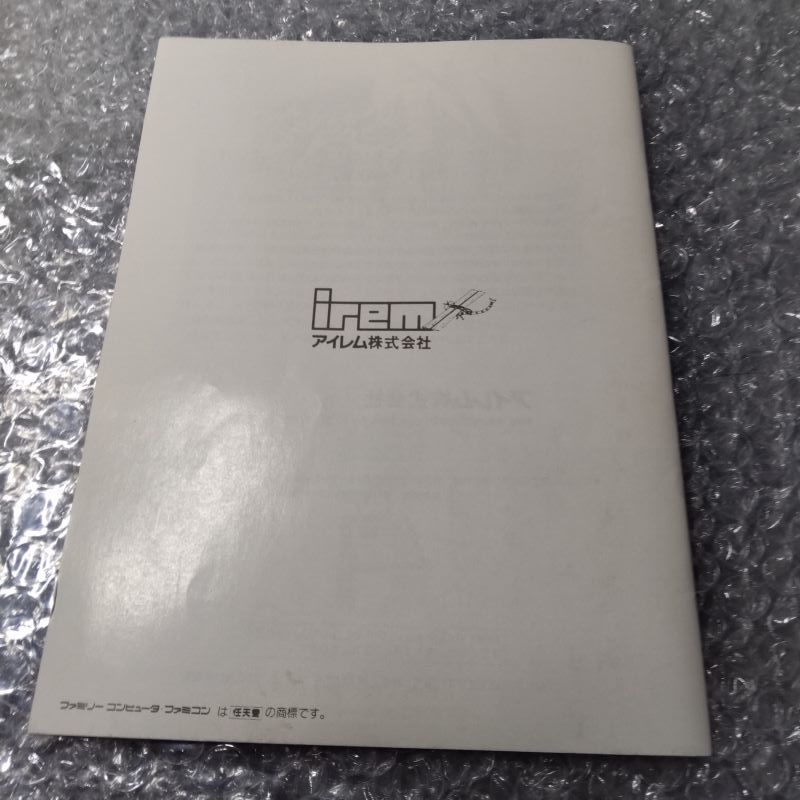 irem
アイレム株式会社
ファミリーコンピュータ・ファミコン は 任天堂 の商標です。